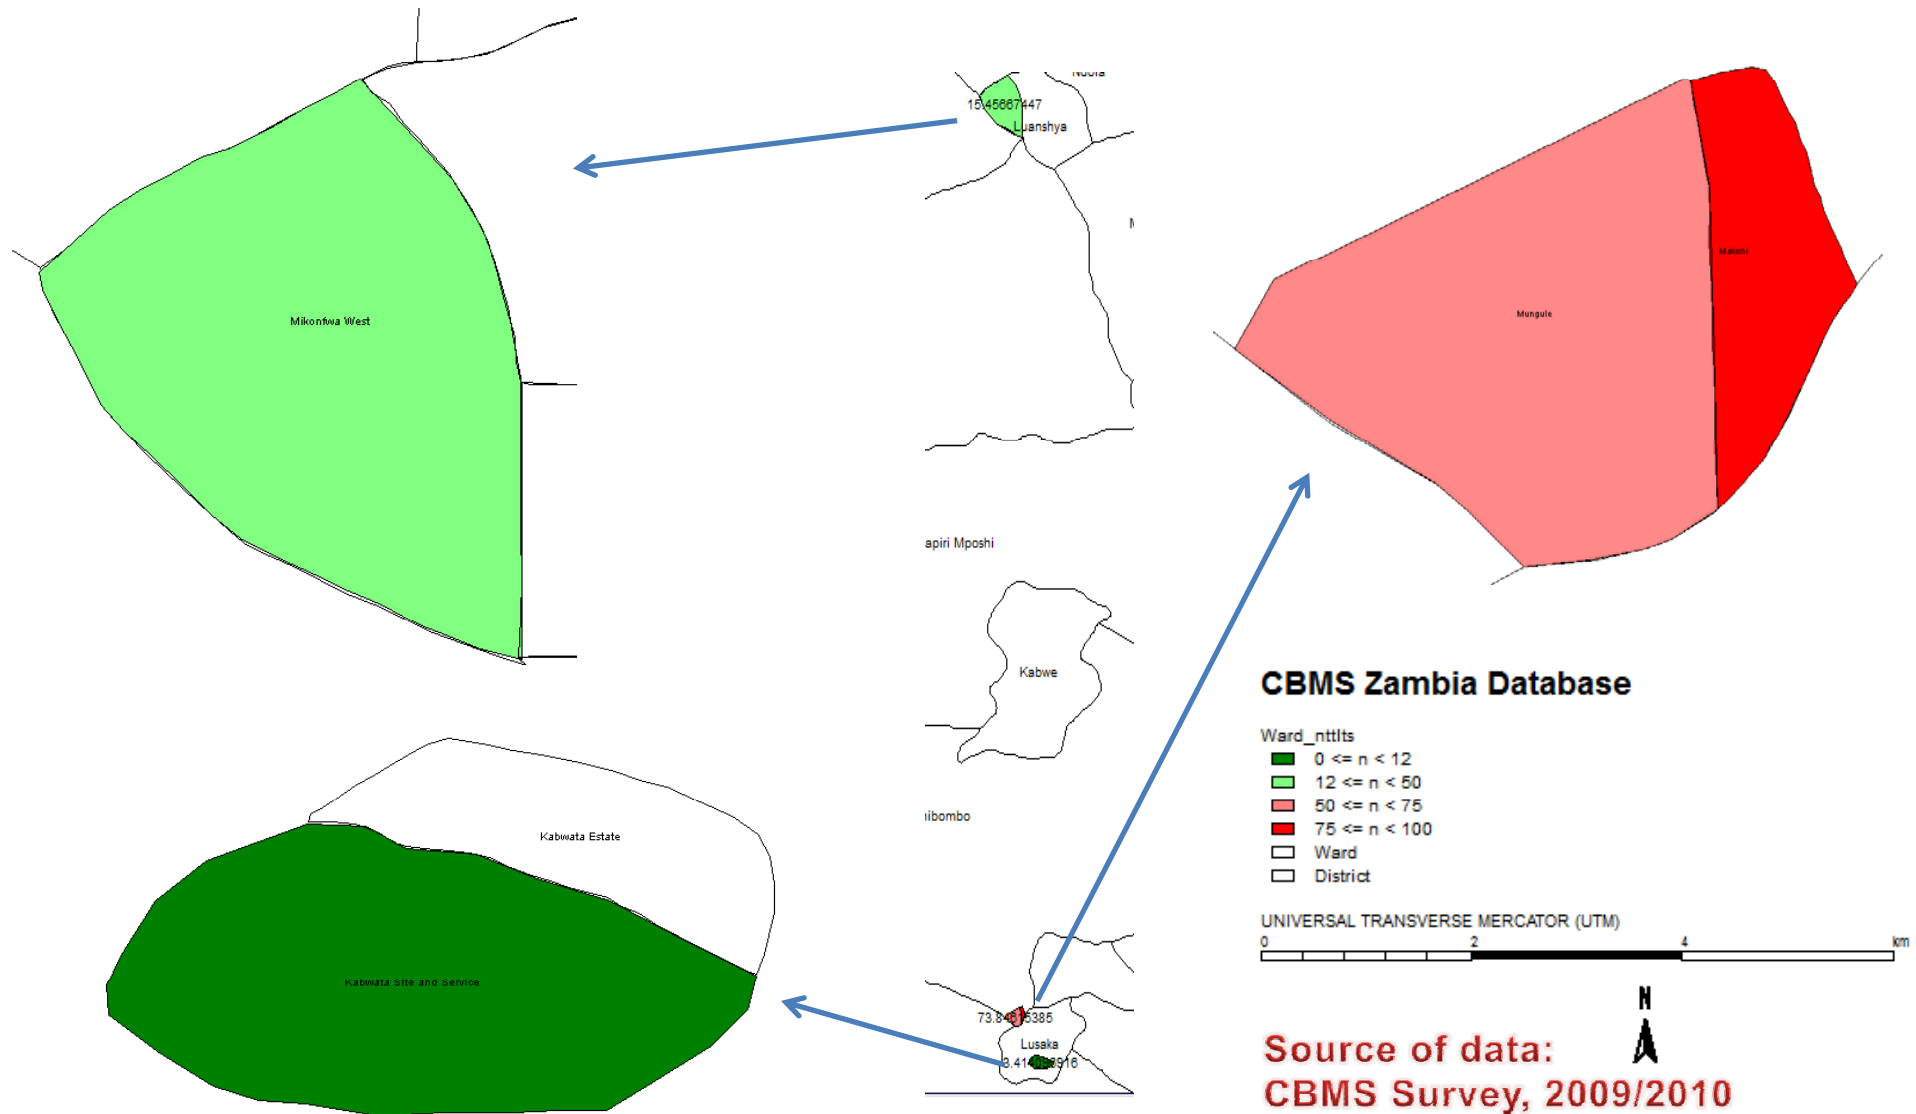 Mikonfwa West
15.45667447
Luanshya
apiri Mposhi
Kabwe
Makishi
Mungule
Kabwata Estate
Kabwata Site and Service
73.84615385
Lusaka
CBMS Zambia Database
Ward_nttlts
0 <= n < 12
12 <= n < 50
50 <= n < 75
75 <= n < 100
Ward
District
UNIVERSAL TRANSVERSE MERCATOR (UTM)
0 2 4 km
N
Source of data:
CBMS Survey, 2009/2010